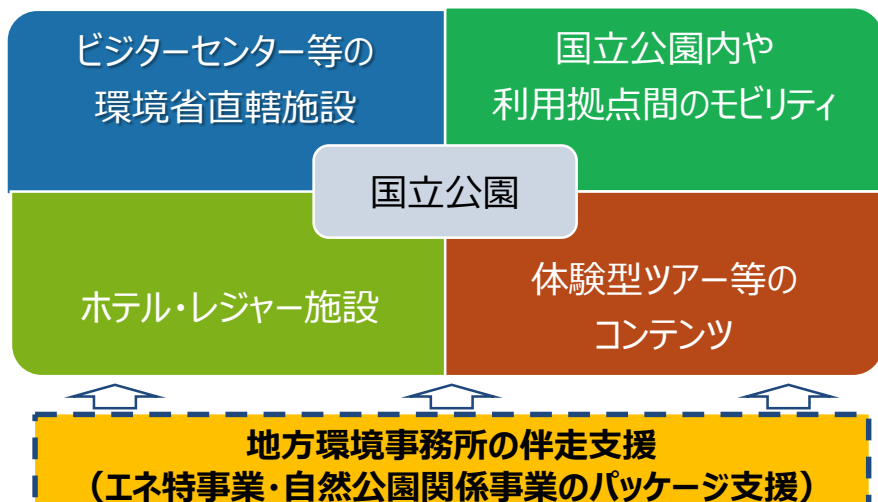 ビジターセンター等の
環境省直轄施設
国立公園内や
利用拠点間のモビリティ
国立公園
ホテル・レジャー施設
体験型ツアー等の
コンテンツ
地方環境事務所の伴走支援
（エネ特事業・自然公園関係事業のパッケージ支援）